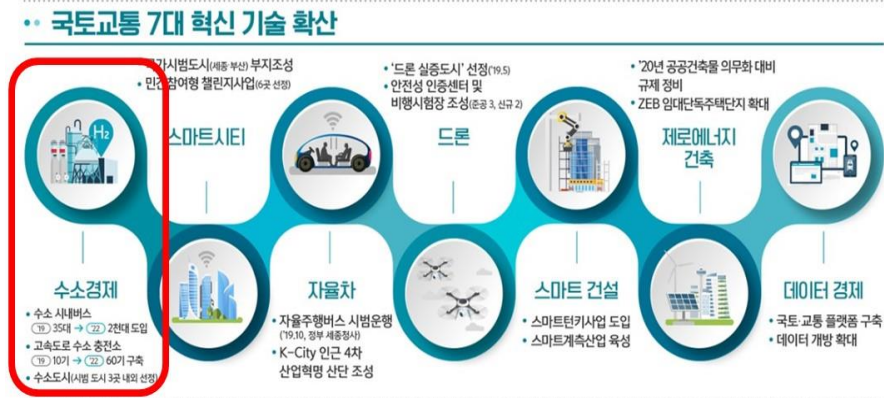 국토교통 7대 혁신 기술 확산
H₂
수소경제
• 수소 시내버스
'19 35대 → '22 2천대 도입
• 고속도로 수소 충전소
'19 10기 → '22 60기 구축
• 수소도시(시범 도시 3곳 내외 선정)
국가시범도시(세종·부산) 부지조성
• 민간참여형 챌린지사업(6곳 선정)
스마트시티
자율차
• 자율주행버스 시범운행
('19.10, 정부 세종청사)
• K-City 인근 4차
산업혁명 산단 조성
• '드론 실증도시' 선정('19.5)
• 안전성 인증센터 및
비행시험장 조성(준공 3, 신규 2)
드론
스마트 건설
• 스마트턴키사업 도입
• 스마트계측산업 육성
• '20년 공공건축물 의무화 대비
규제 정비
• ZEB 임대단독주택단지 확대
제로에너지
건축
데이터 경제
• 국토·교통 플랫폼 구축
• 데이터 개방 확대